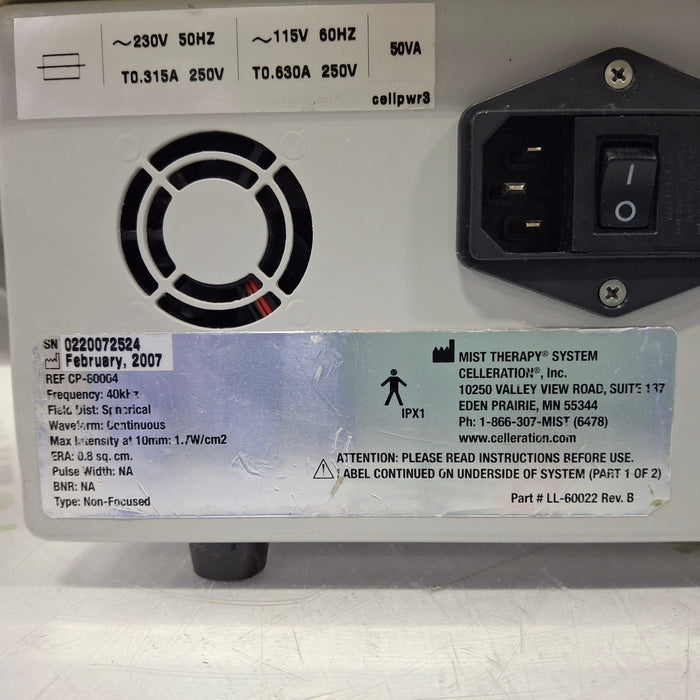 ~230V 50HZ
T0.315A 250V
~115V 60HZ
T0.630A 250V
50VA
cellpwr3
SN 0220072524
February, 2007
REF CP-60064
Frequency: 40kHz
Field Dist: Spherical
Waveform: Continuous
Max Intensity at 10mm: 1.7W/cm2
ERA: 0.8 sq. cm.
Pulse Width: NA
BNR: NA
Type: Non-Focused
IPX1
MIST THERAPY® SYSTEM
CELLERATION®, Inc.
10250 VALLEY VIEW ROAD, SUITE 137
EDEN PRAIRIE, MN 55344
Ph: 1-866-307-MIST (6478)
www.celleration.com
ATTENTION: PLEASE READ INSTRUCTIONS BEFORE USE.
LABEL CONTINUED ON UNDERSIDE OF SYSTEM (PART 1 OF 2)
Part # LL-60022 Rev. B